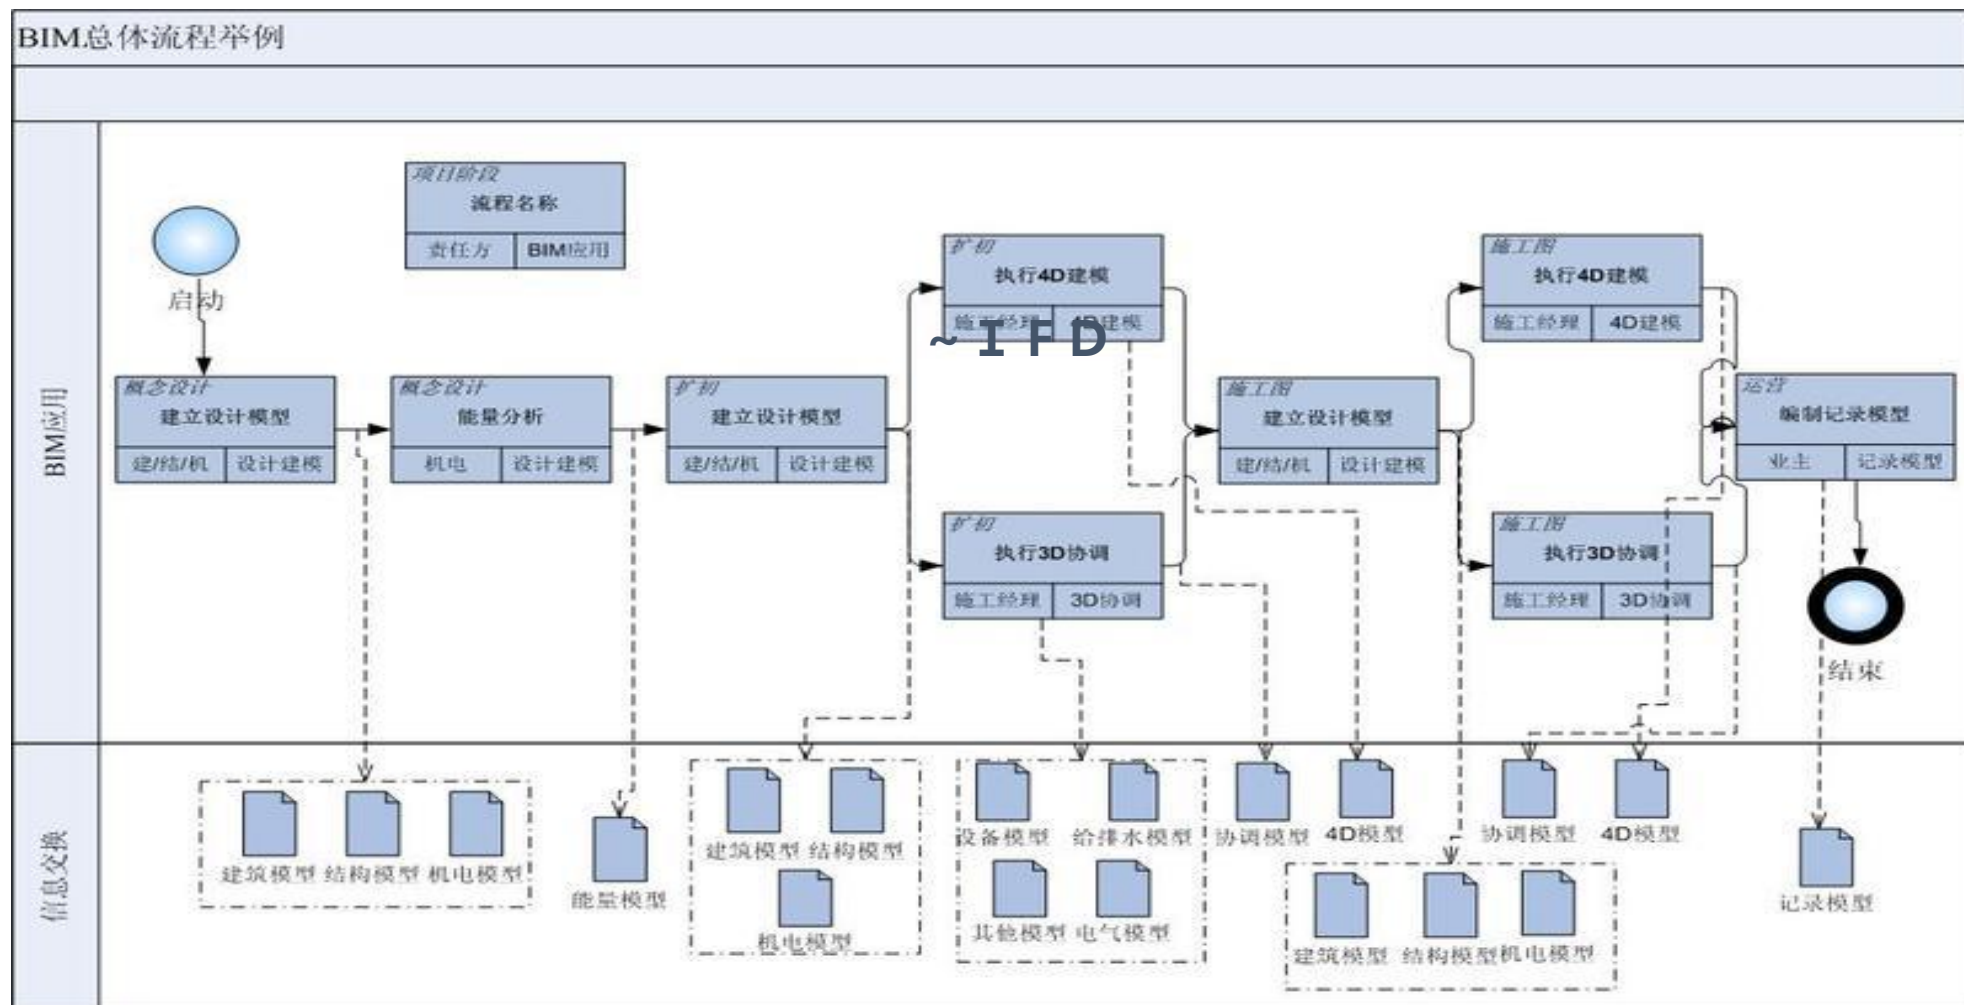 BIM总体流程举例
BIM应用
启动
项目阶段
流程名称
责任方 BIM应用
概念设计
建立设计模型
建/结/机 设计建模
概念设计
能量分析
机电 设计建模
扩初
建立设计模型
建/结/机 设计建模
扩初
执行4D建模
施工经理 4D建模
~IFD
扩初
执行3D协调
施工经理 3D协调
施工图
建立设计模型
建/结/机 设计建模
施工图
执行4D建模
施工经理 4D建模
施工图
执行3D协调
施工经理 3D协调
运营
编制记录模型
业主 记录模型
结束
信息交换
建筑模型 结构模型 机电模型
能量模型
建筑模型 结构模型
机电模型
设备模型 给排水模型
其他模型 电气模型
协调模型
4D模型
建筑模型 结构模型 机电模型
协调模型
4D模型
记录模型